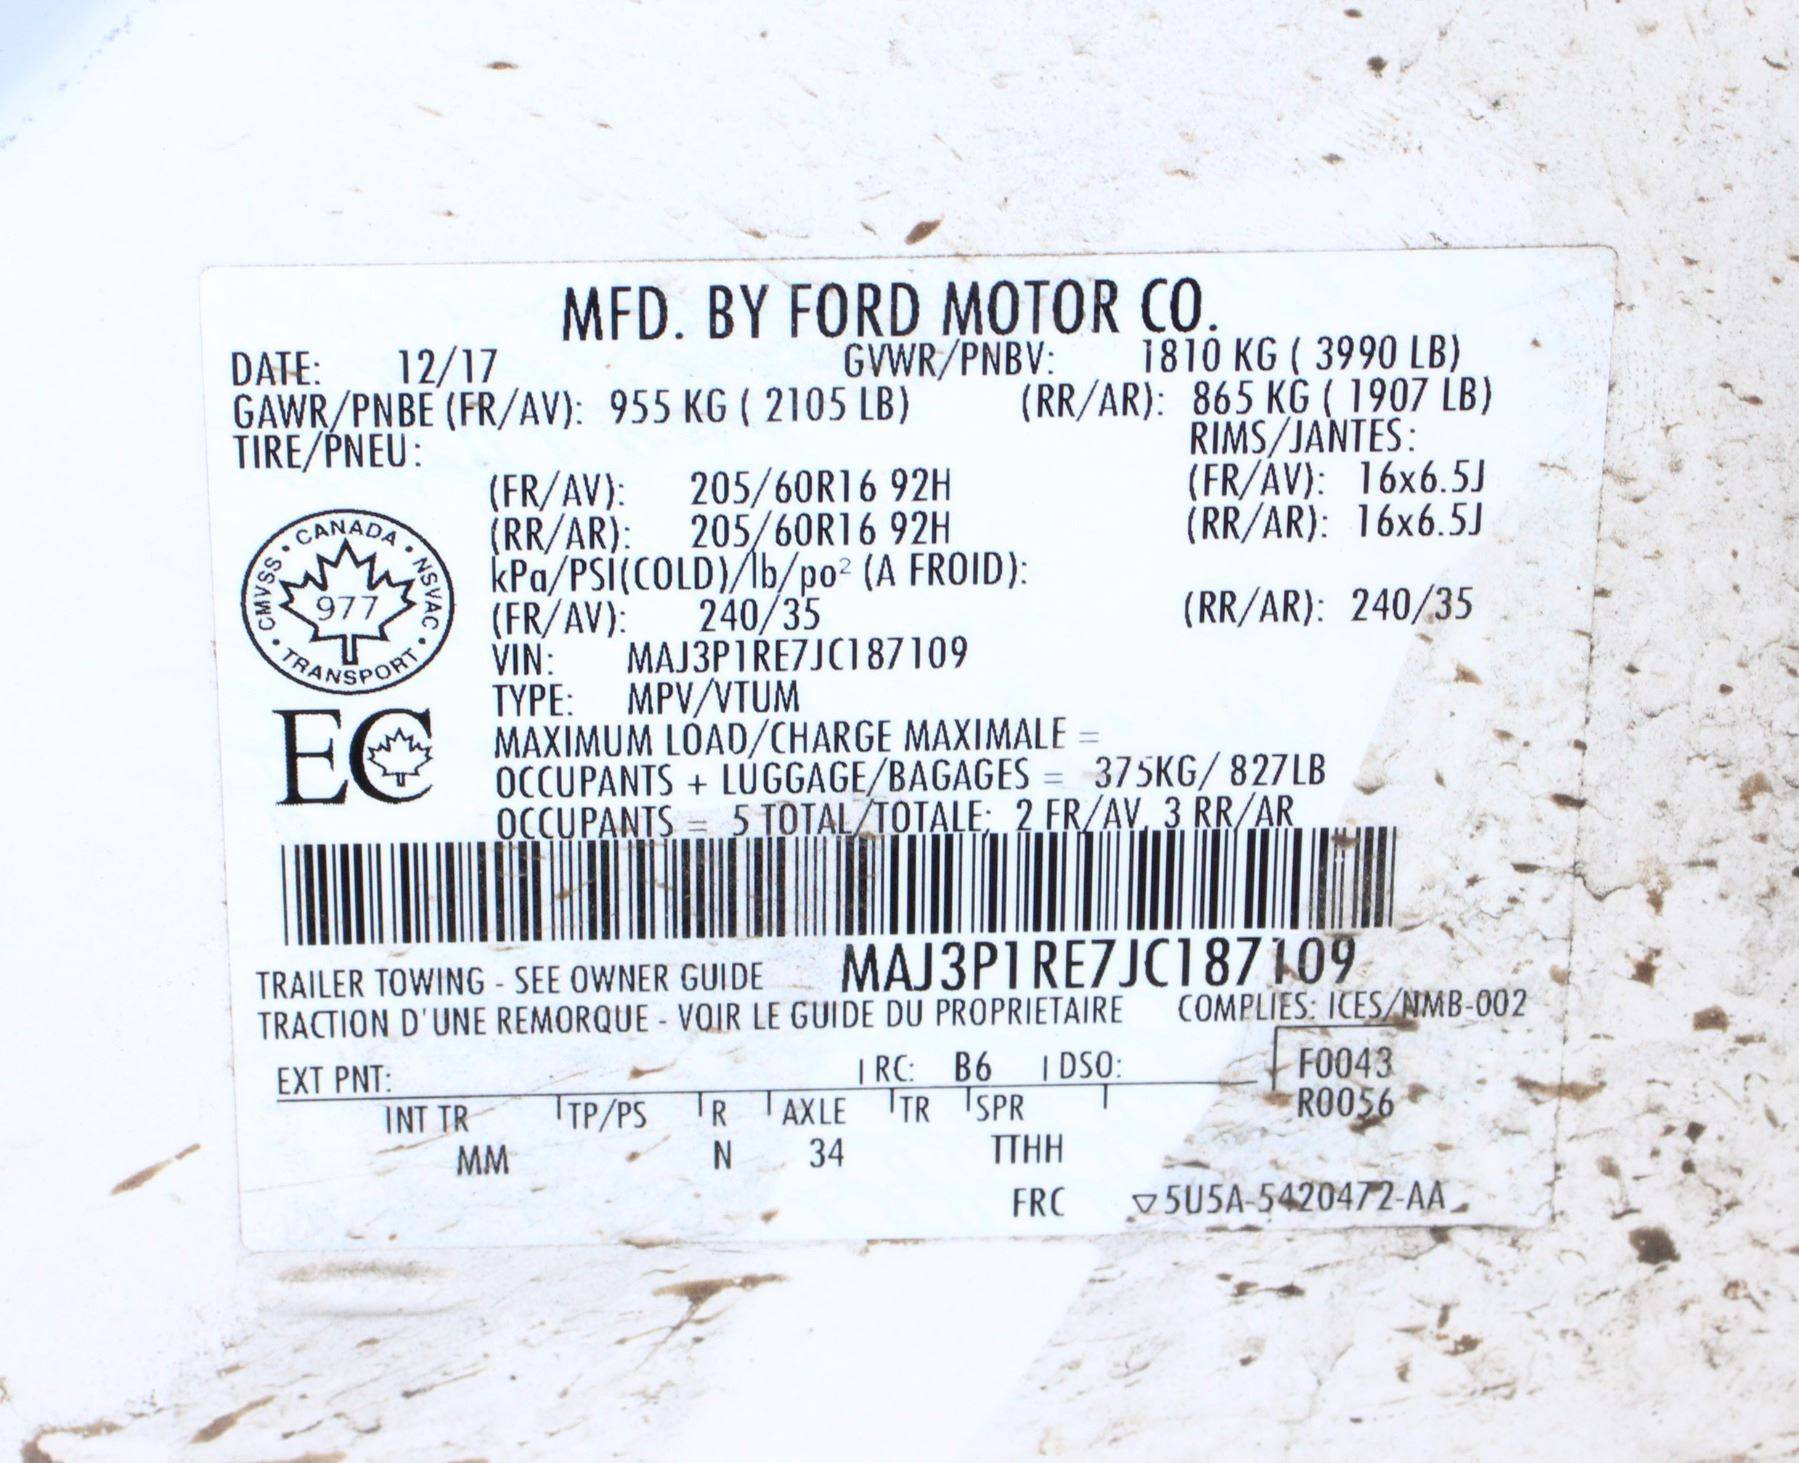 MFD. BY FORD MOTOR CO.
DATE: 12/17 GVWR/PNBV: 1810 KG ( 3990 LB)
GAWR/PNBE (FR/AV): 955 KG ( 2105 LB) (RR/AR): 865 KG ( 1907 LB)
TIRE/PNEU: RIMS/JANTES:
(FR/AV): 205/60R16 92H (FR/AV): 16x6.5J
(RR/AR): 205/60R16 92H (RR/AR): 16x6.5J
kPa/PSI(COLD)/lb/po² (A FROID):
(FR/AV): 240/35 (RR/AR): 240/35
CMVSS • CANADA • NSVAC • TRANSPORT •
977
VIN: MAJ3P1RE7JC187109
TYPE: MPV/VTUM
EC
MAXIMUM LOAD/CHARGE MAXIMALE =
OCCUPANTS + LUGGAGE/BAGAGES = 375KG/ 827LB
OCCUPANTS = 5 TOTAL/TOTALE; 2 FR/AV, 3 RR/AR
MAJ3P1RE7JC187109
TRAILER TOWING - SEE OWNER GUIDE
TRACTION D'UNE REMORQUE - VOIR LE GUIDE DU PROPRIETAIRE COMPLIES: ICES/NMB-002
EXT PNT: RC: B6 DSO: F0043
R0056
INT TR TP/PS R AXLE TR SPR
MM N 34 TTHH
FRC ▽5U5A-5420472-AA